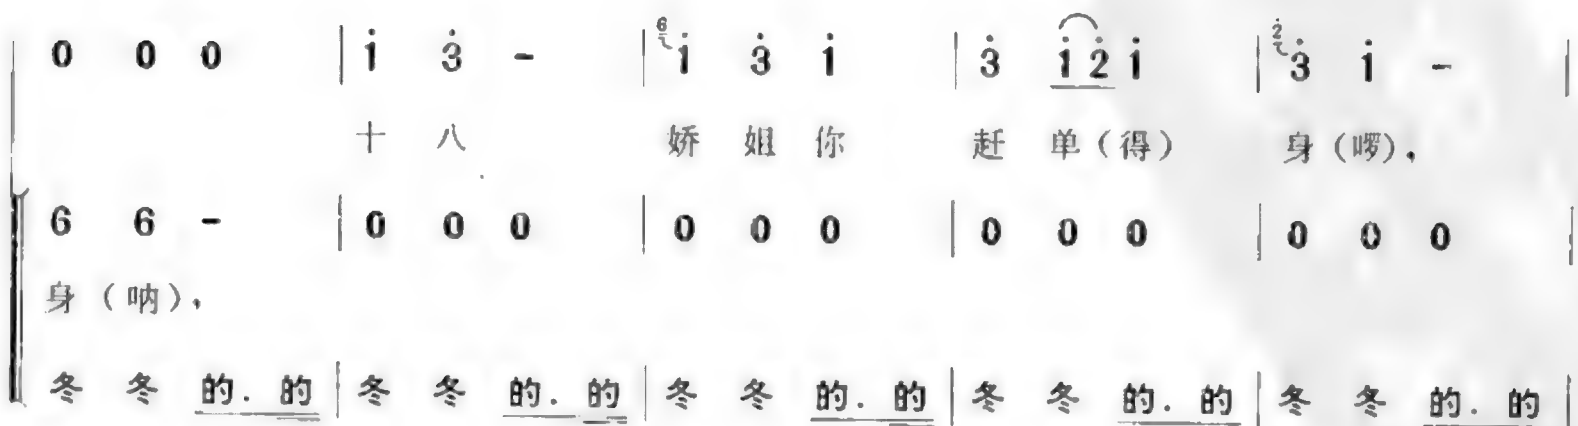 0 0 0 | i̇ 3̇ - | ⁶i̇ 3̇ i̇ | 3̇ i̇ 2̇ i̇ | ²̇3̇ i̇ - |
十 八 娇 姐 你 赶 单(得) 身(啰),
6 6 - | 0 0 0 | 0 0 0 | 0 0 0 | 0 0 0 |
身(呐),
冬 冬 的. 的 | 冬 冬 的. 的 | 冬 冬 的. 的 | 冬 冬 的. 的 | 冬 冬 的. 的 |